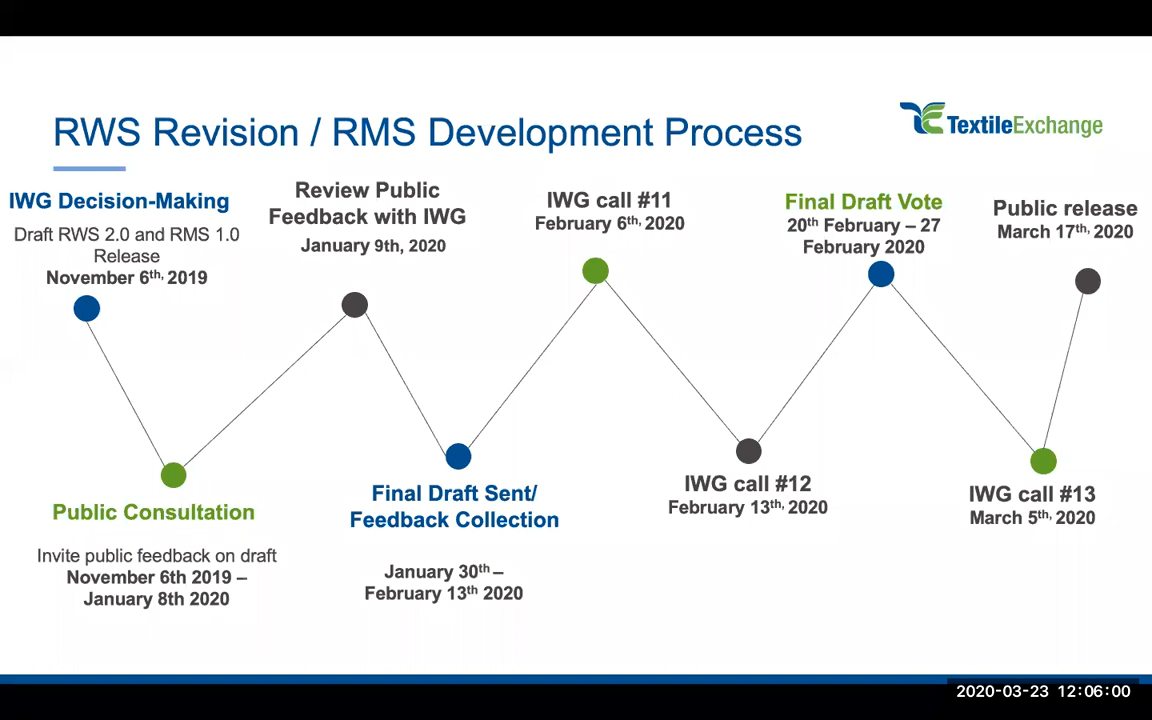 RWS Revision / RMS Development Process
TextileExchange
IWG Decision-Making
Draft RWS 2.0 and RMS 1.0
Release
November 6th, 2019
Review Public
Feedback with IWG
January 9th, 2020
IWG call #11
February 6th, 2020
Final Draft Vote
20th February – 27
February 2020
Public release
March 17th, 2020
Public Consultation
Invite public feedback on draft
November 6th 2019 –
January 8th 2020
Final Draft Sent/
Feedback Collection
January 30th –
February 13th 2020
IWG call #12
February 13th, 2020
IWG call #13
March 5th, 2020
2020-03-23 12:06:00